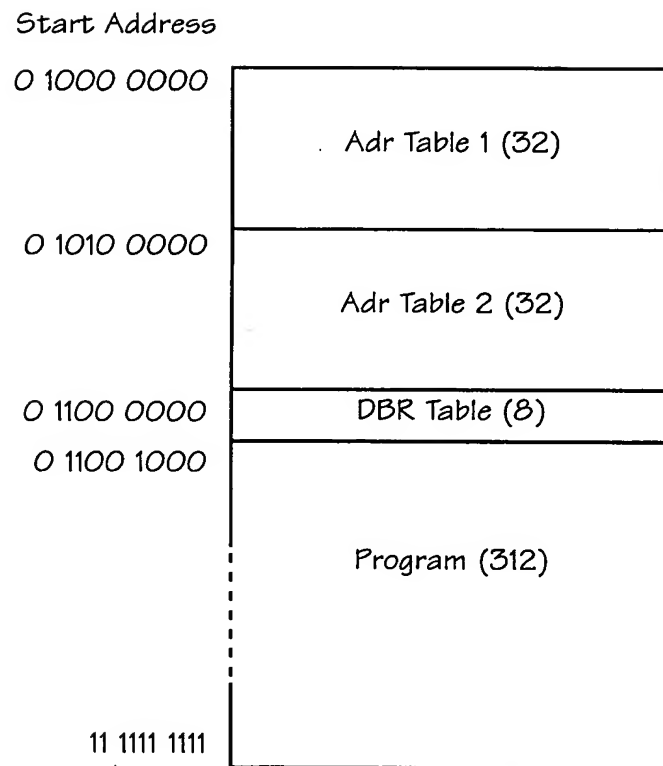 Start Address
0 1000 0000
Adr Table 1 (32)
0 1010 0000
Adr Table 2 (32)
0 1100 0000
DBR Table (8)
0 1100 1000
Program (312)
11 1111 1111